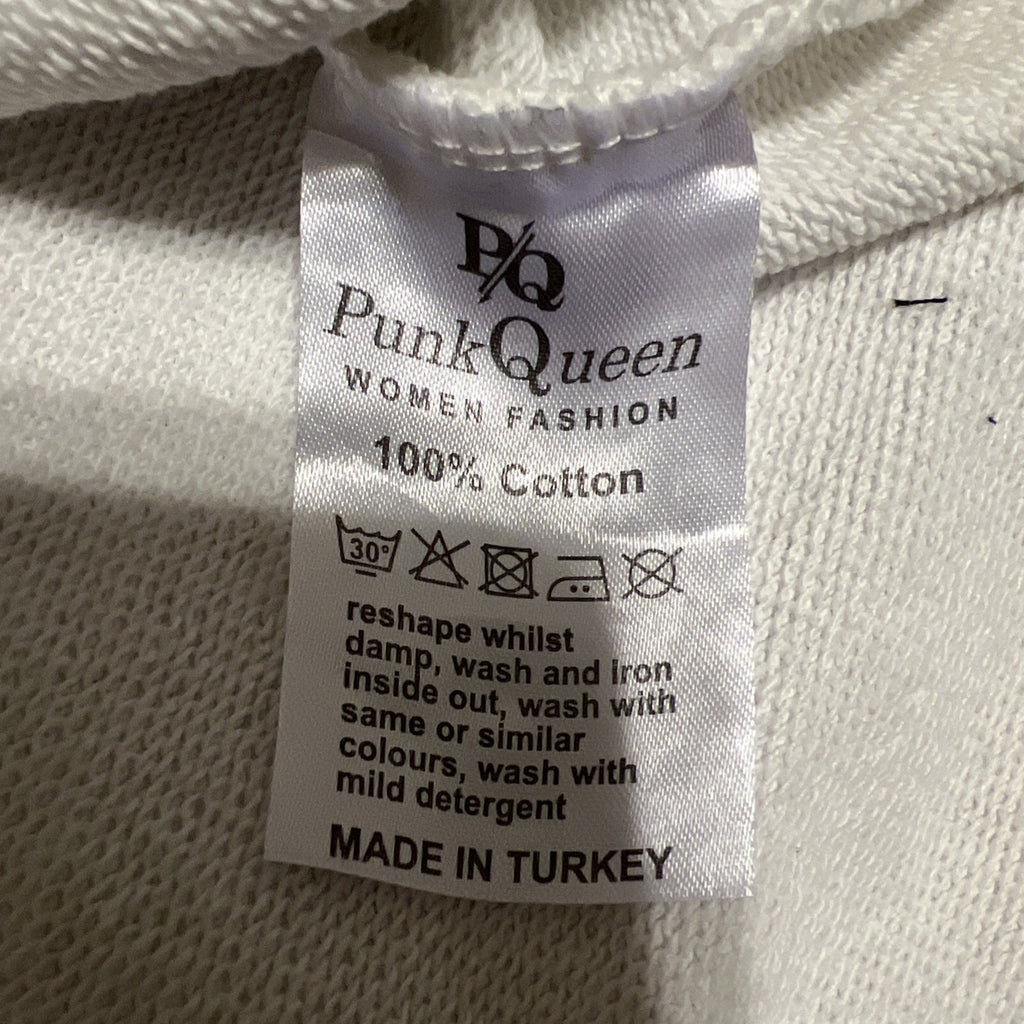 P/Q
PunkQueen
WOMEN FASHION
100% Cotton
30°
reshape whilst
damp, wash and iron
inside out, wash with
same or similar
colours, wash with
mild detergent
MADE IN TURKEY